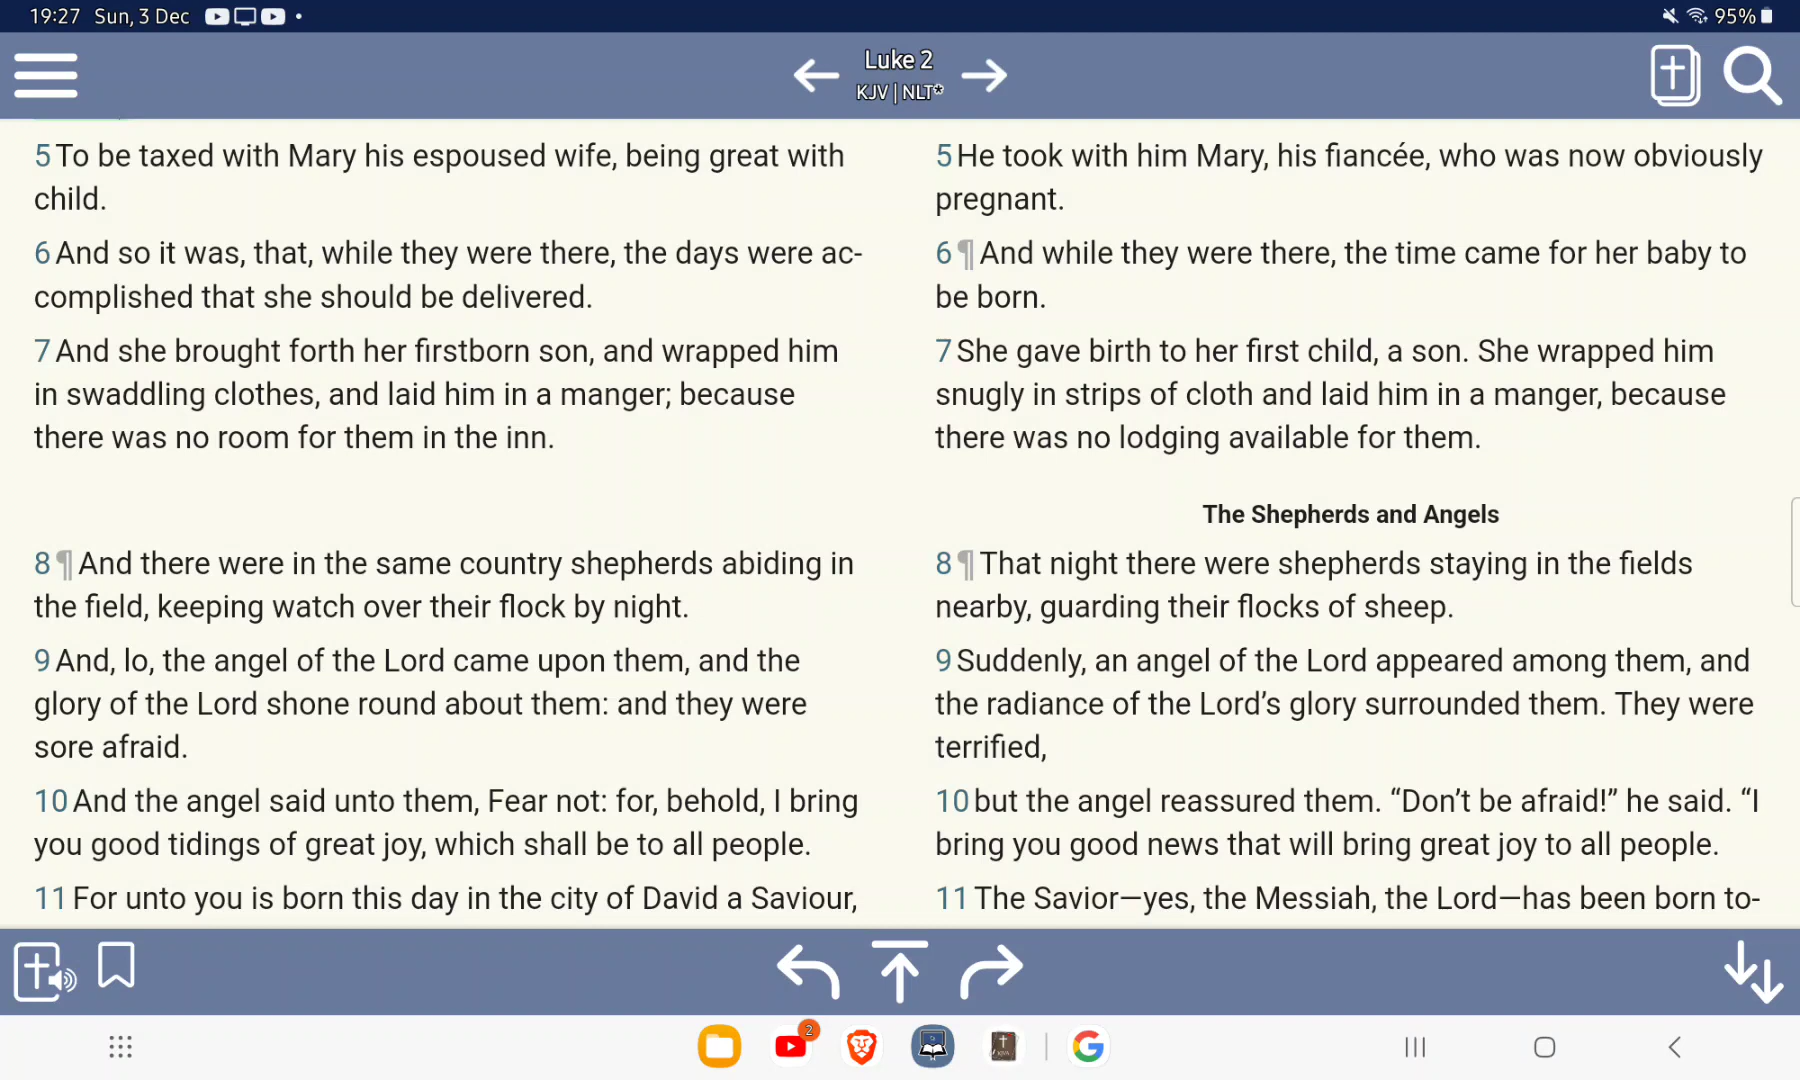 19:27 Sun, 3 Dec
95%
Luke 2
KJV | NLT*
5 To be taxed with Mary his espoused wife, being great with
child.
6 And so it was, that, while they were there, the days were ac-
complished that she should be delivered.
7 And she brought forth her firstborn son, and wrapped him
in swaddling clothes, and laid him in a manger; because
there was no room for them in the inn.
8 ¶ And there were in the same country shepherds abiding in
the field, keeping watch over their flock by night.
9 And, lo, the angel of the Lord came upon them, and the
glory of the Lord shone round about them: and they were
sore afraid.
10 And the angel said unto them, Fear not: for, behold, I bring
you good tidings of great joy, which shall be to all people.
11 For unto you is born this day in the city of David a Saviour,
5 He took with him Mary, his fiancée, who was now obviously
pregnant.
6 ¶ And while they were there, the time came for her baby to
be born.
7 She gave birth to her first child, a son. She wrapped him
snugly in strips of cloth and laid him in a manger, because
there was no lodging available for them.
The Shepherds and Angels
8 ¶ That night there were shepherds staying in the fields
nearby, guarding their flocks of sheep.
9 Suddenly, an angel of the Lord appeared among them, and
the radiance of the Lord’s glory surrounded them. They were
terrified,
10 but the angel reassured them. “Don’t be afraid!” he said. “I
bring you good news that will bring great joy to all people.
11 The Savior—yes, the Messiah, the Lord—has been born to-
2